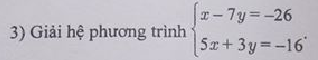 3) Giải hệ phương trình { x − 7y = −26
5x + 3y = −16 .